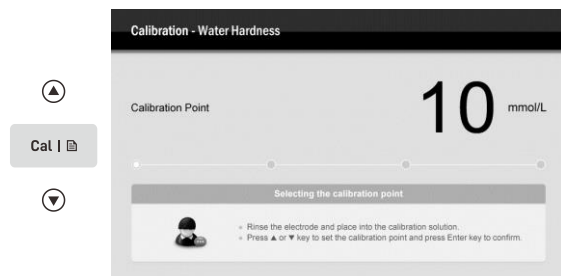 Calibration - Water Hardness
Calibration Point
10 mmol/L
Cal |
Selecting the calibration point
Rinse the electrode and place into the calibration solution.
Press ▲ or ▼ key to set the calibration point and press Enter key to confirm.